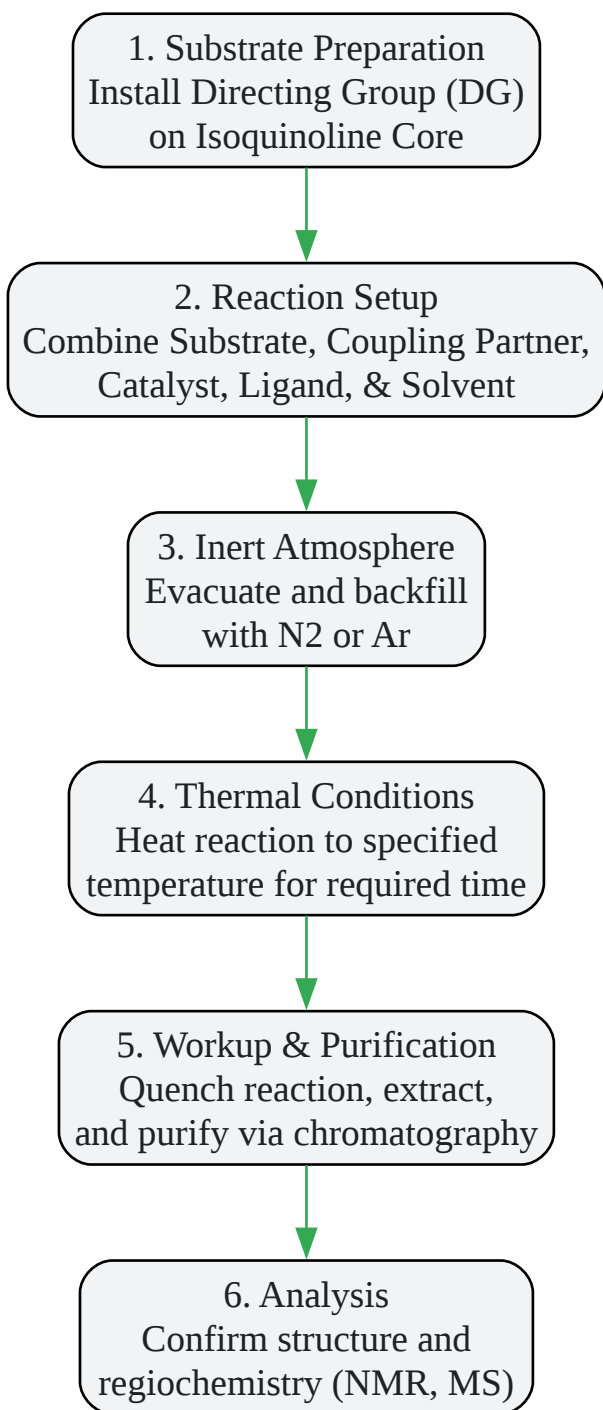 1. Substrate Preparation
Install Directing Group (DG)
on Isoquinoline Core
2. Reaction Setup
Combine Substrate, Coupling Partner,
Catalyst, Ligand, & Solvent
3. Inert Atmosphere
Evacuate and backfill
with N2 or Ar
4. Thermal Conditions
Heat reaction to specified
temperature for required time
5. Workup & Purification
Quench reaction, extract,
and purify via chromatography
6. Analysis
Confirm structure and
regiochemistry (NMR, MS)